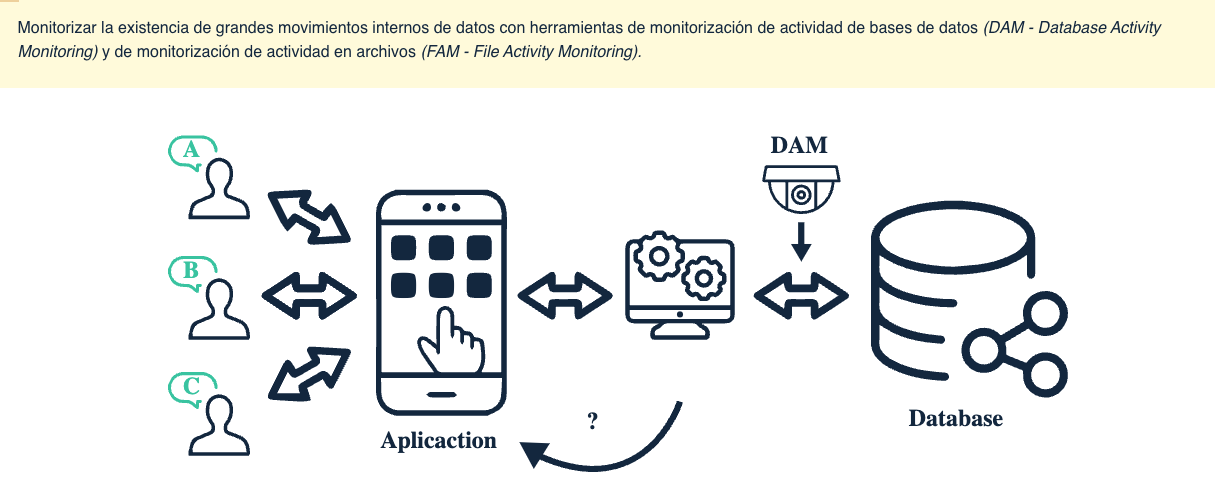 Monitorizar la existencia de grandes movimientos internos de datos con herramientas de monitorización de actividad de bases de datos (DAM - Database Activity
Monitoring) y de monitorización de actividad en archivos (FAM - File Activity Monitoring).
DAM
A
B
C
?
Aplicaction
Database